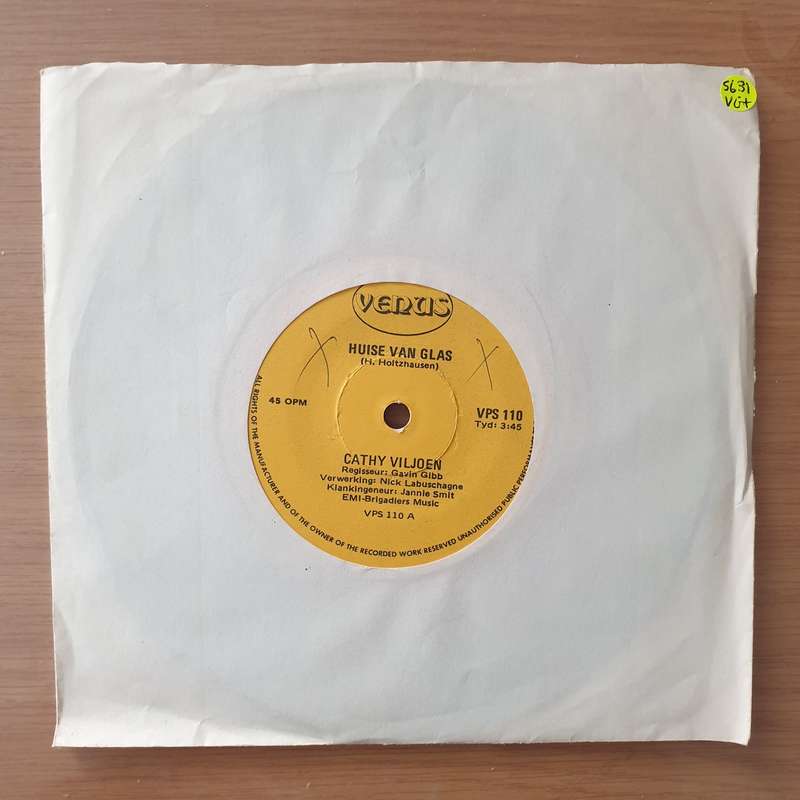 5631
VG+
VENUS
X X
HUISE VAN GLAS
(H. Holtzhausen)
45 OPM
VPS 110
Tyd: 3:45
CATHY VILJOEN
Regisseur: Gavin Gibb
Verwerking: Nick Labuschagne
Klankingeneur: Jannie Smit
EMI-Brigadiers Music
VPS 110 A
ALL RIGHTS OF THE MANUFACTURER AND OF THE OWNER OF THE RECORDED WORK RESERVED UNAUTHORISED PUBLIC